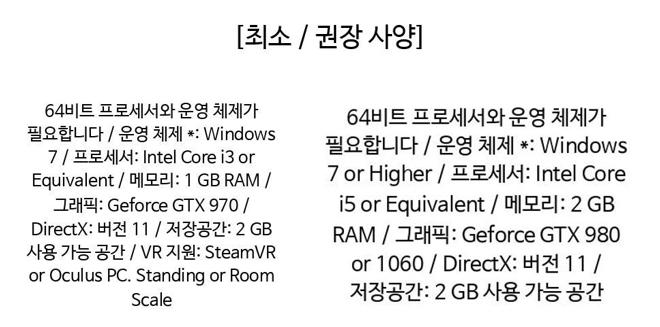 [최소 / 권장 사양]
64비트 프로세서와 운영 체제가
필요합니다 / 운영 체제 *: Windows
7 / 프로세서: Intel Core i3 or
Equivalent / 메모리: 1 GB RAM /
그래픽: Geforce GTX 970 /
DirectX: 버전 11 / 저장공간: 2 GB
사용 가능 공간 / VR 지원: SteamVR
or Oculus PC. Standing or Room
Scale
64비트 프로세서와 운영 체제가
필요합니다 / 운영 체제 *: Windows
7 or Higher / 프로세서: Intel Core
i5 or Equivalent / 메모리: 2 GB
RAM / 그래픽: Geforce GTX 980
or 1060 / DirectX: 버전 11 /
저장공간: 2 GB 사용 가능 공간